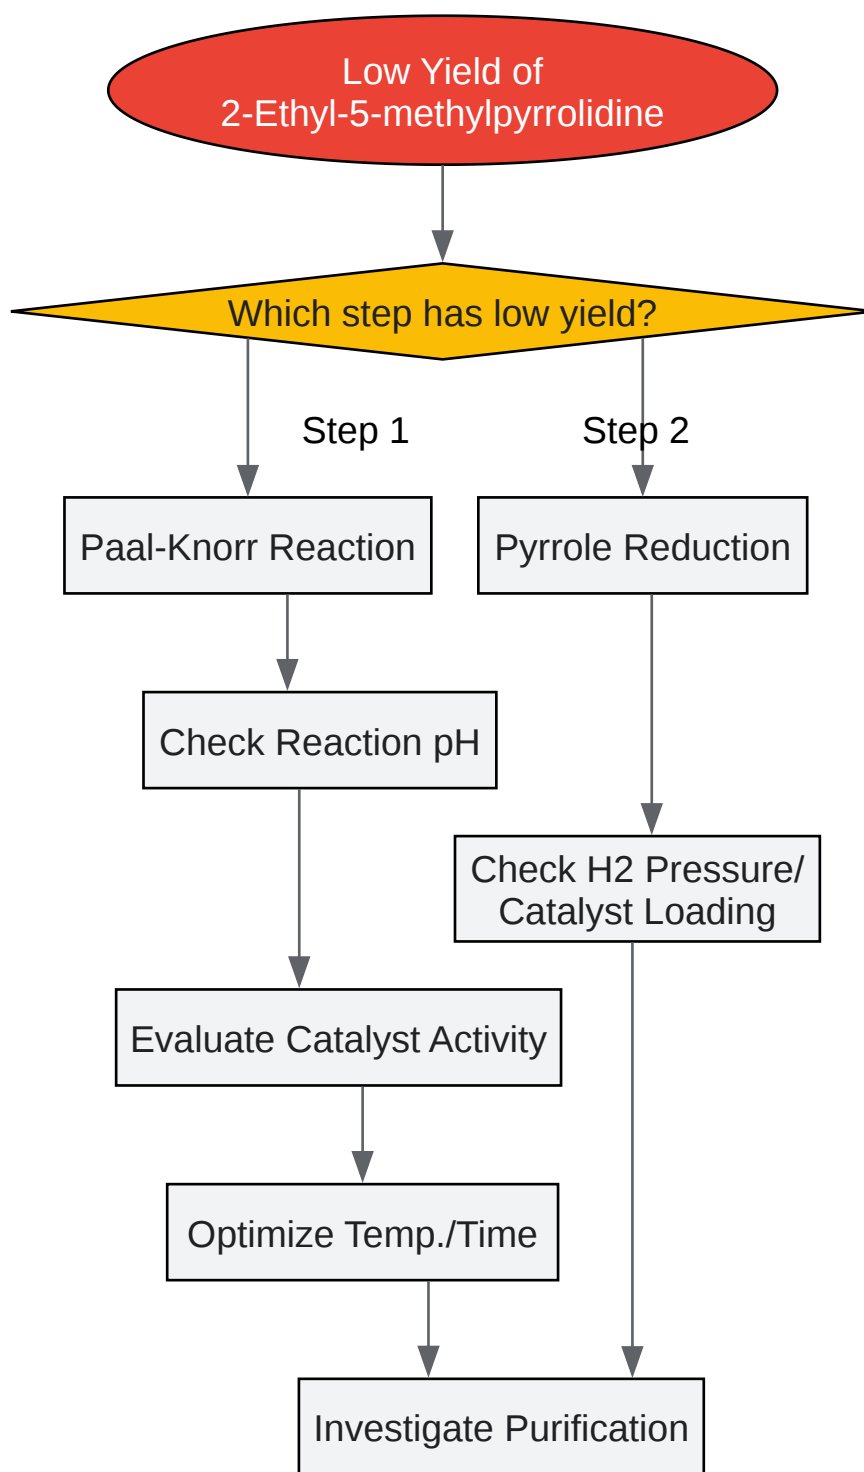 Low Yield of
2-Ethyl-5-methylpyrrolidine
Which step has low yield?
Step 1
Step 2
Paal-Knorr Reaction
Pyrrole Reduction
Check Reaction pH
Check H2 Pressure/
Catalyst Loading
Evaluate Catalyst Activity
Optimize Temp./Time
Investigate Purification